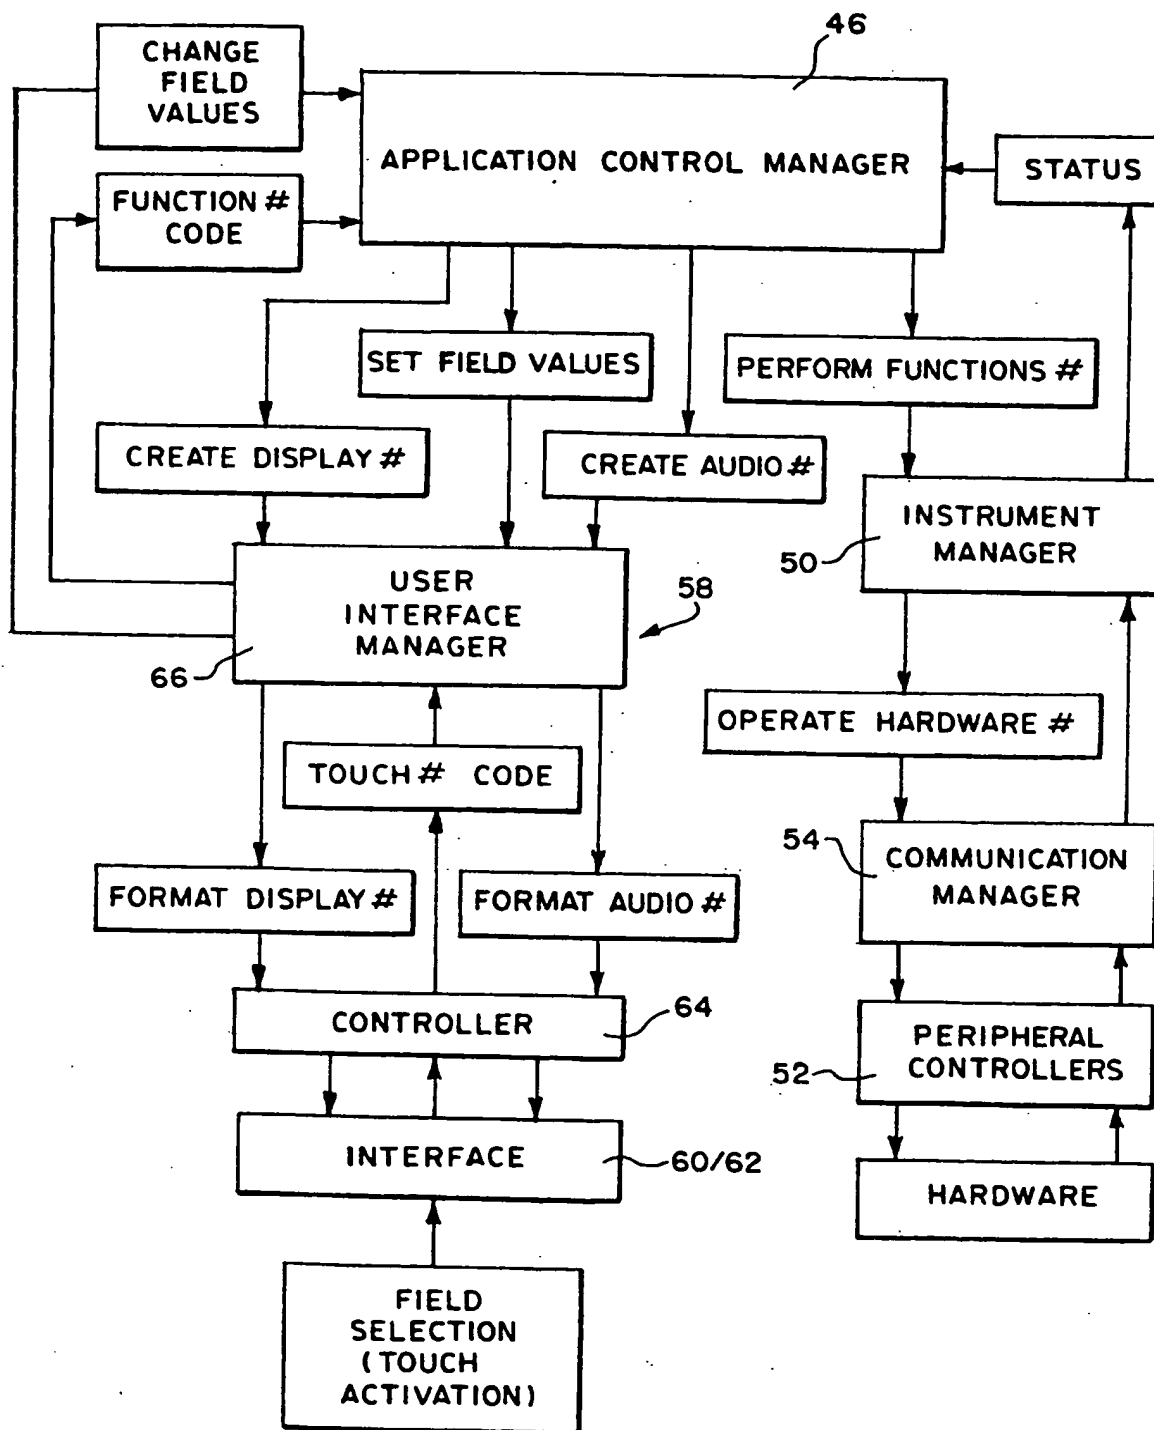 46
CHANGE
FIELD
VALUES
APPLICATION CONTROL MANAGER
STATUS
FUNCTION #
CODE
SET FIELD VALUES
PERFORM FUNCTIONS #
CREATE DISPLAY #
CREATE AUDIO #
INSTRUMENT
MANAGER
50
USER
INTERFACE
MANAGER
58
66
OPERATE HARDWARE #
TOUCH # CODE
54
COMMUNICATION
MANAGER
FORMAT DISPLAY #
FORMAT AUDIO #
CONTROLLER
64
PERIPHERAL
CONTROLLERS
52
INTERFACE
60/62
HARDWARE
FIELD
SELECTION
(TOUCH
ACTIVATION)